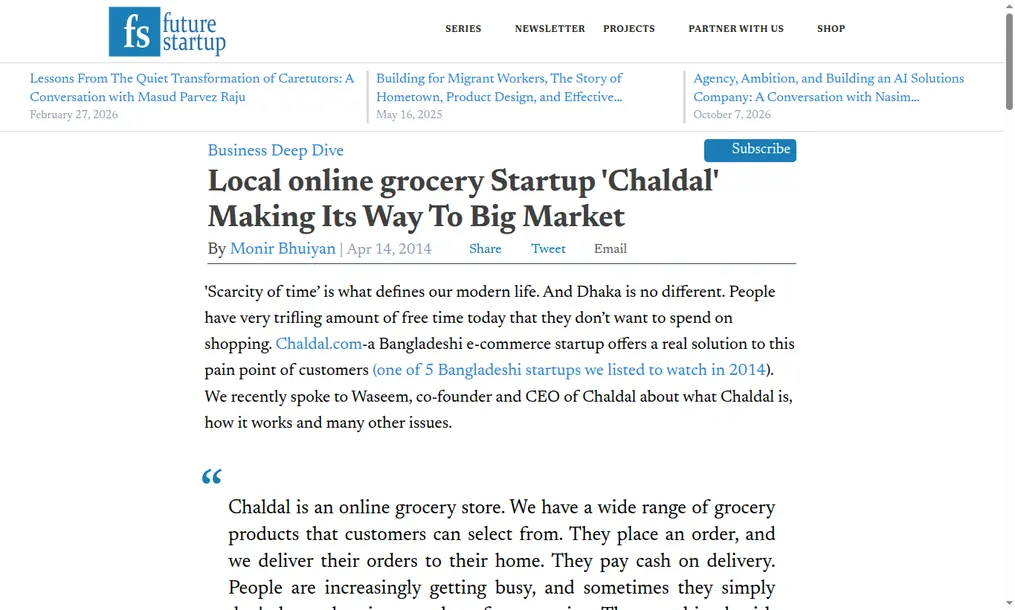 fs future
startup
SERIES NEWSLETTER PROJECTS PARTNER WITH US SHOP
Lessons From The Quiet Transformation of Caretutors: A
Conversation with Masud Parvez Raju
February 27, 2026
Building for Migrant Workers, The Story of
Hometown, Product Design, and Effective...
May 16, 2025
Agency, Ambition, and Building an AI Solutions
Company: A Conversation with Nasim...
October 7, 2026
Business Deep Dive
Subscribe
Local online grocery Startup 'Chaldal'
Making Its Way To Big Market
By Monir Bhuiyan | Apr 14, 2014 Share Tweet Email
'Scarcity of time’ is what defines our modern life. And Dhaka is no different. People
have very trifling amount of free time today that they don’t want to spend on
shopping. Chaldal.com-a Bangladeshi e-commerce startup offers a real solution to this
pain point of customers (one of 5 Bangladeshi startups we listed to watch in 2014).
We recently spoke to Waseem, co-founder and CEO of Chaldal about what Chaldal is,
how it works and many other issues.
“
Chaldal is an online grocery store. We have a wide range of grocery
products that customers can select from. They place an order, and
we deliver their orders to their home. They pay cash on delivery.
People are increasingly getting busy, and sometimes they simply